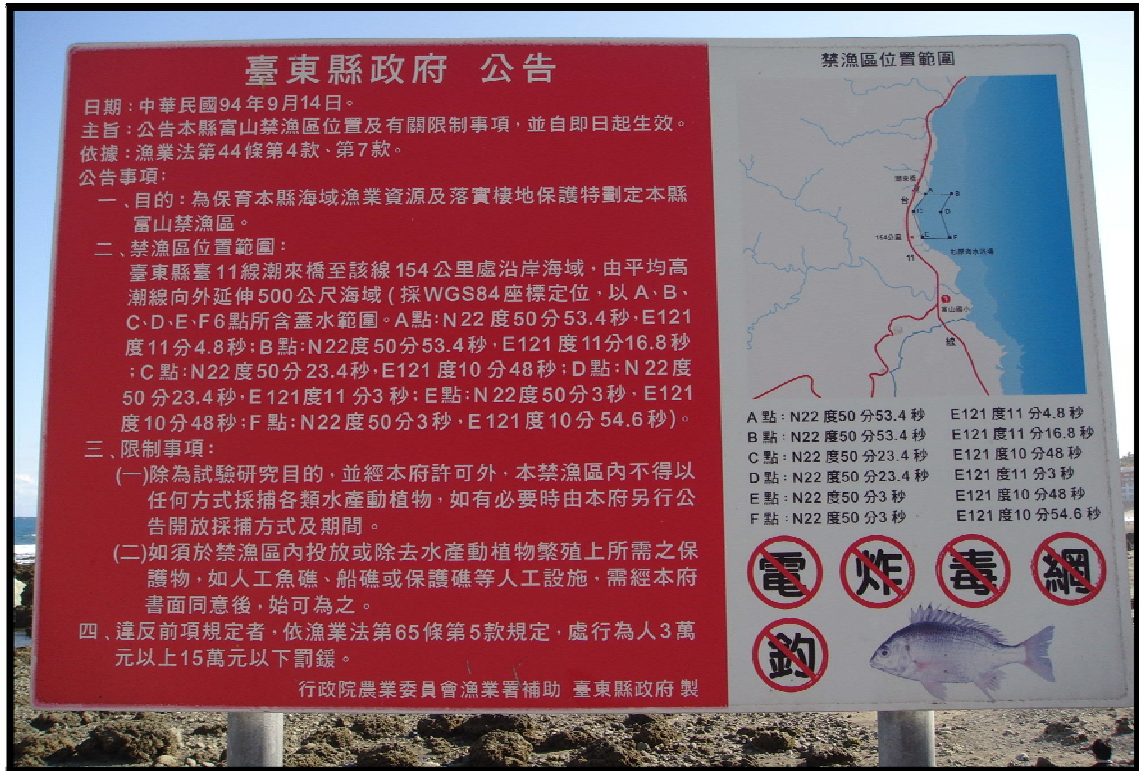 臺東縣政府 公告
日期：中華民國94年9月14日。
主旨：公告本縣富山禁漁區位置及有關限制事項，並自即日起生效。
依據：漁業法第44條第4款、第7款。
公告事項：
一、目的：為保育本縣海域漁業資源及落實棲地保護特劃定本縣
富山禁漁區。
二、禁漁區位置範圍：
臺東縣臺11線潮來橋至該線154公里處沿岸海域，由平均高
潮線向外延伸500公尺海域（採WGS84座標定位，以A、B、
C、D、E、F6點所含蓋水範圍。A點：N22度50分53.4秒，E121
度11分4.8秒；B點：N22度50分53.4秒，E121度11分16.8秒
；C點：N22度50分23.4秒，E121度10分48秒；D點：N22度
50分23.4秒，E121度11分3秒；E點：N22度50分3秒，E121
度10分48秒；F點：N22度50分3秒，E121度10分54.6秒）。
三、限制事項：
(一)除為試驗研究目的，並經本府許可外，本禁漁區內不得以
任何方式採捕各類水產動植物，如有必要時由本府另行公
告開放採捕方式及期間。
(二)如須於禁漁區內投放或除去水產動植物繁殖上所需之保
護物，如人工魚礁、船礁或保護礁等人工設施，需經本府
書面同意後，始可為之。
四、違反前項規定者，依漁業法第65條第5款規定，處行為人3萬
元以上15萬元以下罰鍰。
行政院農業委員會漁業署補助 臺東縣政府 製
禁漁區位置範圍
潮來橋
A
B
台
C
D
154公里
E
F
11
杉原海水浴場
富山國小
線
A點：N22度50分53.4秒 E121度11分4.8秒
B點：N22度50分53.4秒 E121度11分16.8秒
C點：N22度50分23.4秒 E121度10分48秒
D點：N22度50分23.4秒 E121度11分3秒
E點：N22度50分3秒 E121度10分48秒
F點：N22度50分3秒 E121度10分54.6秒
電 炸 毒 網
釣